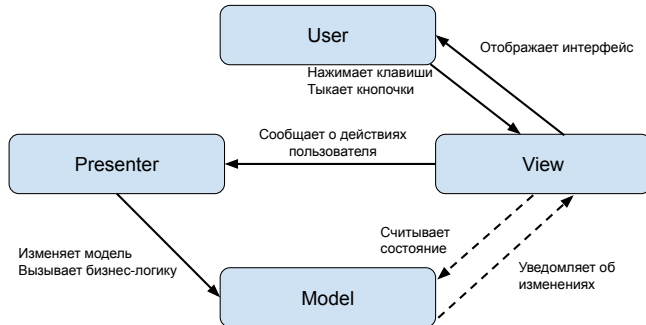 User
Отображает интерфейс
Нажимает клавиши
Тыкает кнопочки
Сообщает о действиях
пользователя
Presenter
View
Считывает
состояние
Изменяет модель
Вызывает бизнес-логику
Уведомляет об
изменениях
Model